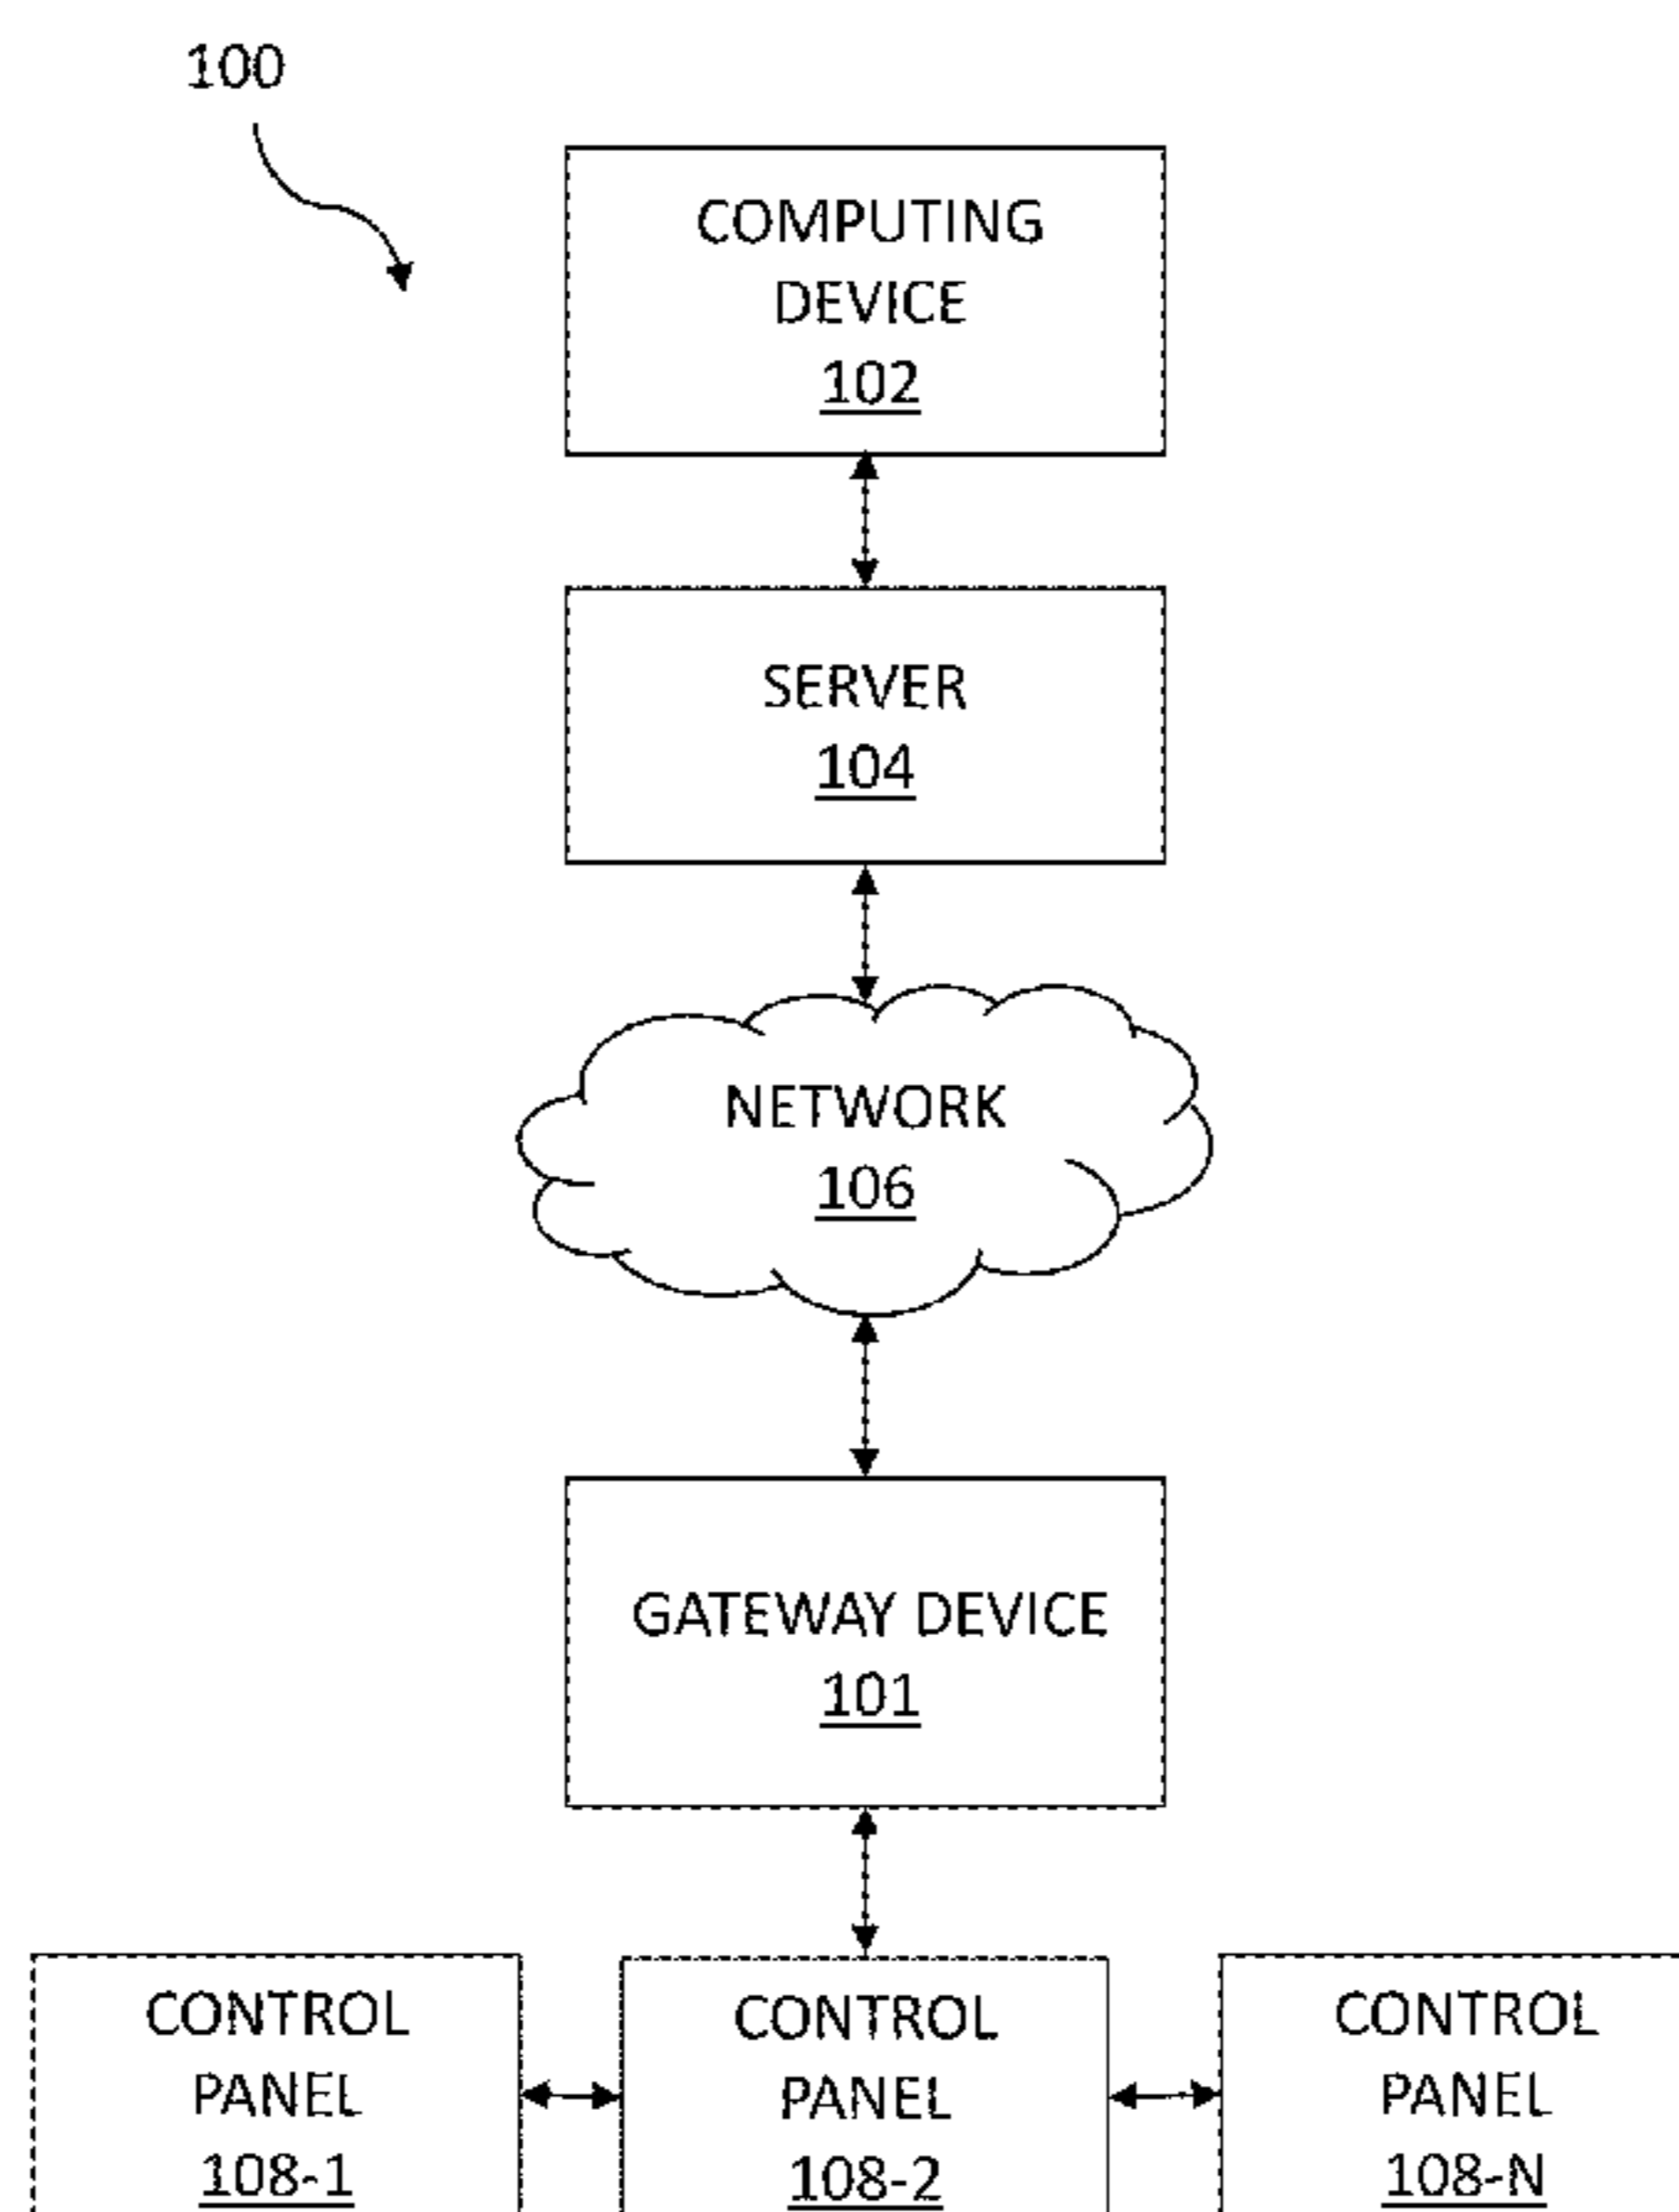 100
COMPUTING
DEVICE
102
SERVER
104
NETWORK
106
GATEWAY DEVICE
101
CONTROL
PANEL
108-1
CONTROL
PANEL
108-2
CONTROL
PANEL
108-N